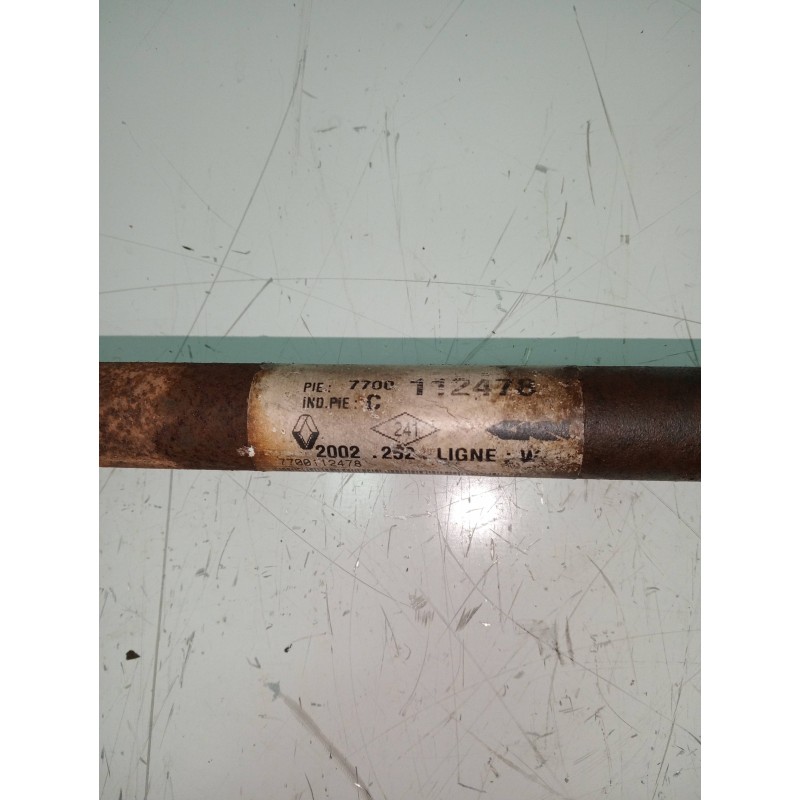 PIE: 7700 112478
IND.PIE: C
241
2002 .252 LIGNE : W
7700112478